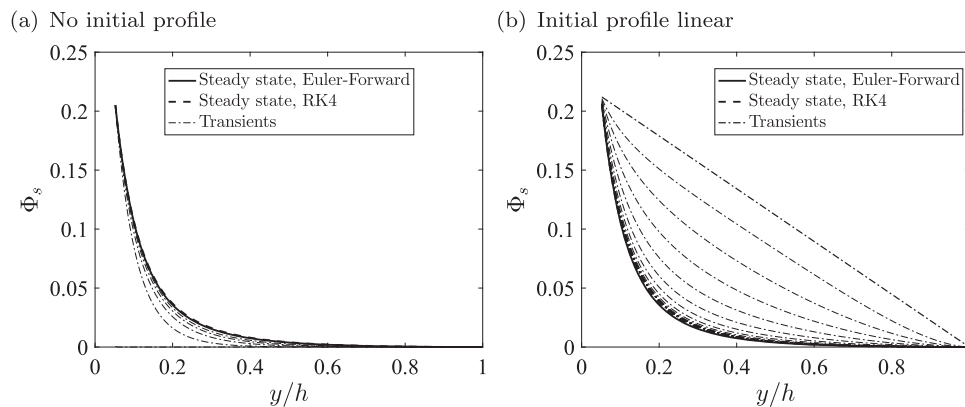 (a) No initial profile
0.25
0.2
0.15
0.1
0.05
0
Φs
Steady state, Euler-Forward
Steady state, RK4
Transients
0 0.2 0.4 0.6 0.8 1
y/h
(b) Initial profile linear
0.25
0.2
0.15
0.1
0.05
0
Φs
Steady state, Euler-Forward
Steady state, RK4
Transients
0 0.2 0.4 0.6 0.8
y/h